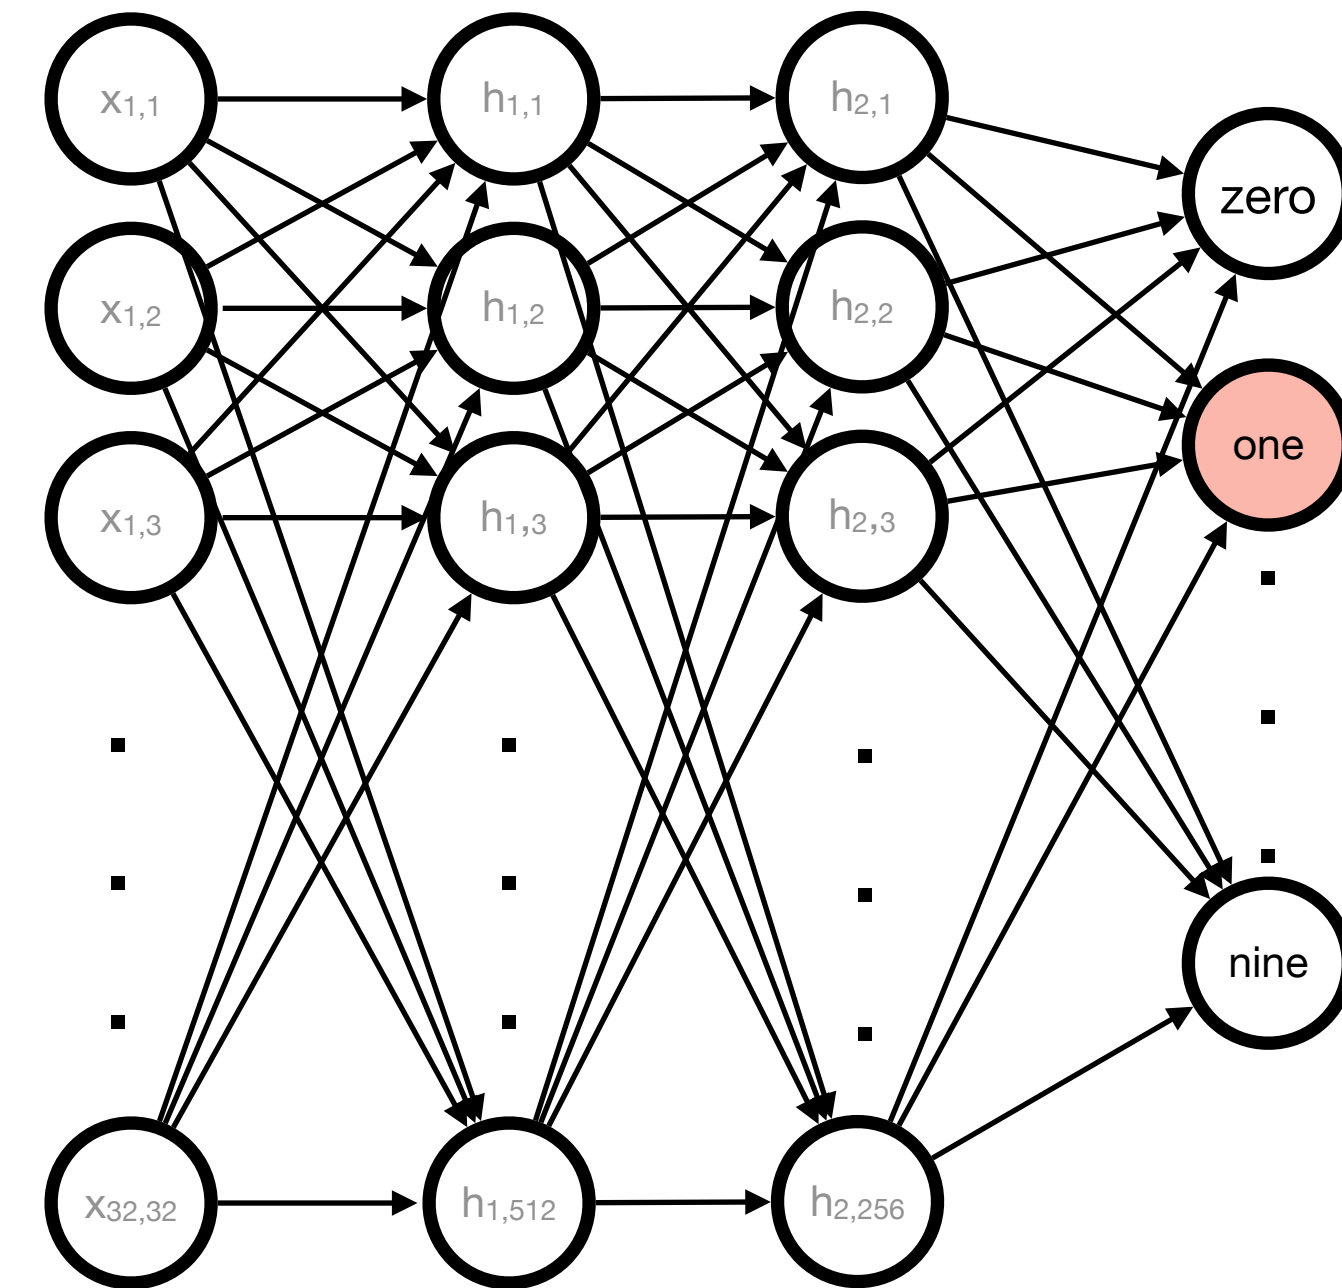 x1,1
h1,1
h2,1
zero
x1,2
h1,2
h2,2
one
x1,3
h1,3
h2,3
nine
x32,32
h1,512
h2,256